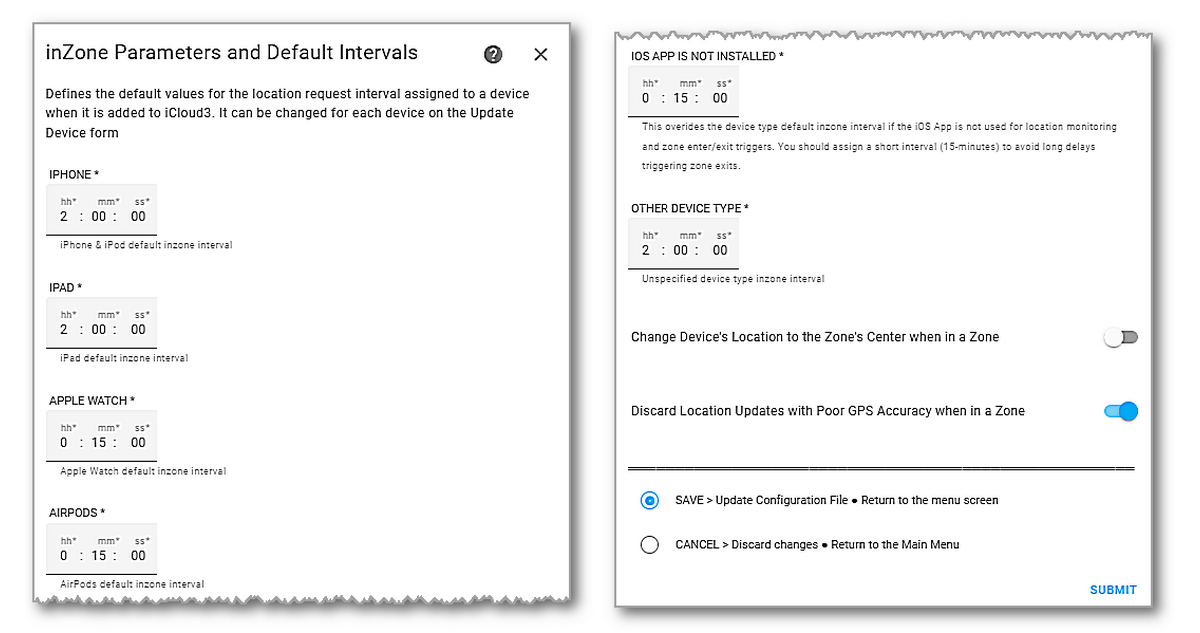 inZone Parameters and Default Intervals
Defines the default values for the location request interval assigned to a device
when it is added to iCloud3. It can be changed for each device on the Update
Device form
IPHONE *
hh* mm* ss*
2 : 00 : 00
iPhone & iPod default inzone interval
IPAD *
hh* mm* ss*
2 : 00 : 00
iPad default inzone interval
APPLE WATCH *
hh* mm* ss*
0 : 15 : 00
Apple Watch default inzone interval
AIRPODS *
hh* mm* ss*
0 : 15 : 00
AirPods default inzone interval
IOS APP IS NOT INSTALLED *
hh* mm* ss*
0 : 15 : 00
This overides the device type default inzone interval if the iOS App is not used for location monitoring
and zone enter/exit triggers. You should assign a short interval (15-minutes) to avoid long delays
triggering zone exits.
OTHER DEVICE TYPE *
hh* mm* ss*
2 : 00 : 00
Unspecified device type inzone interval
Change Device's Location to the Zone's Center when in a Zone
Discard Location Updates with Poor GPS Accuracy when in a Zone
SAVE > Update Configuration File • Return to the menu screen
CANCEL > Discard changes • Return to the Main Menu
SUBMIT